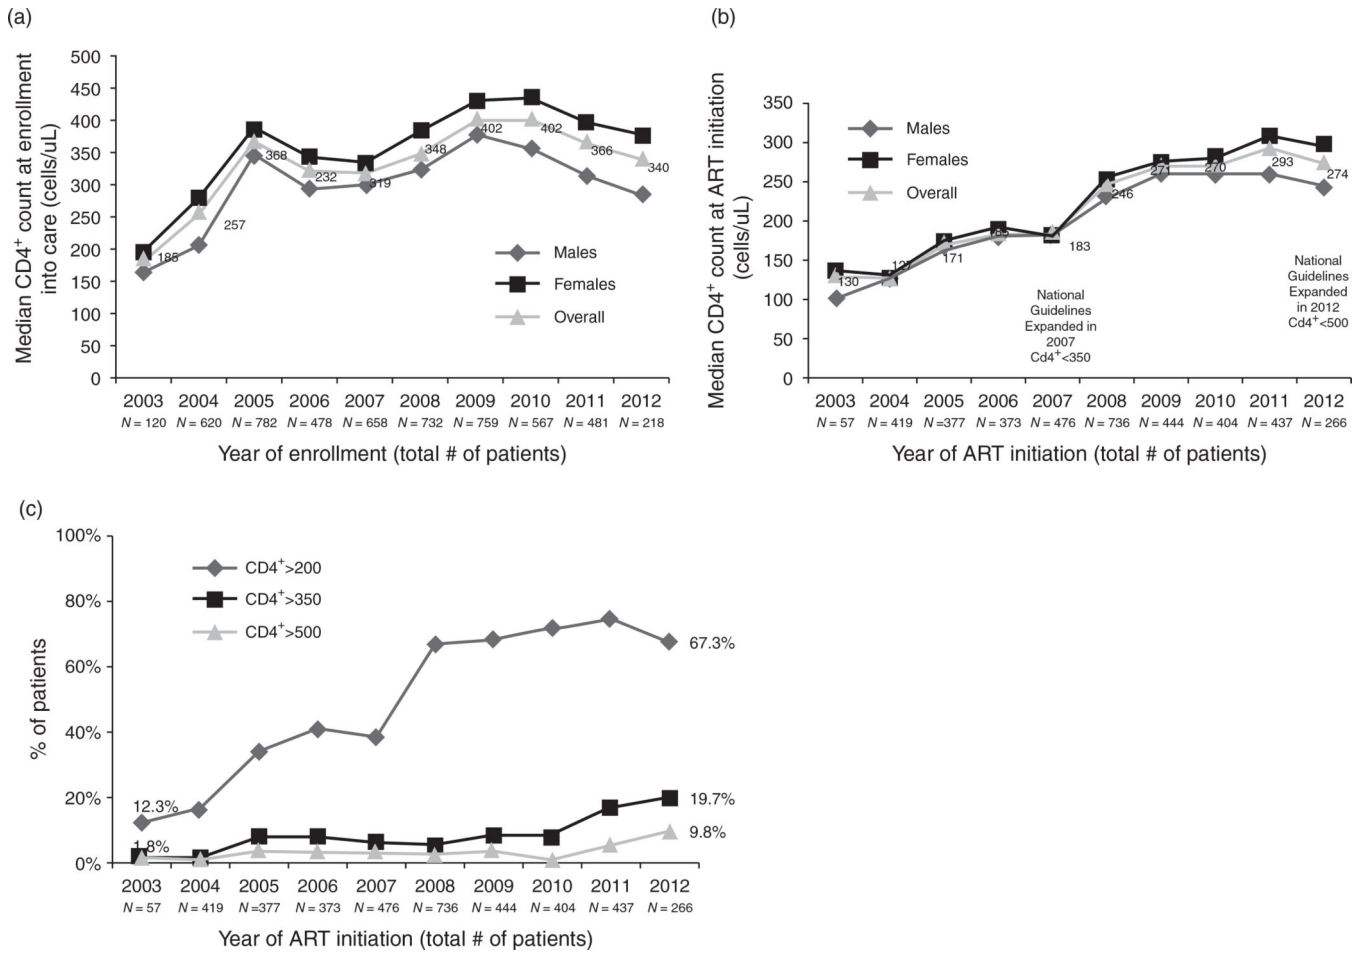 (a)
Median CD4+ count at enrollment
into care (cells/uL)
500
450
400
350
300
250
200
150
100
50
0
185
257
368
232
319
348
402
402
366
340
Males
Females
Overall
2003 2004 2005 2006 2007 2008 2009 2010 2011 2012
N = 120 N = 620 N = 782 N = 478 N = 658 N = 732 N = 759 N = 567 N = 481 N = 218
Year of enrollment (total # of patients)
(b)
Median CD4+ count at ART initiation
(cells/uL)
350
300
250
200
150
100
50
0
Males
Females
Overall
130
127
171
183
246
271
270
293
274
National
Guidelines
Expanded in
2007
Cd4+<350
National
Guidelines
Expanded
in 2012
Cd4+<500
2003 2004 2005 2006 2007 2008 2009 2010 2011 2012
N = 57 N = 419 N =377 N = 373 N = 476 N = 736 N = 444 N = 404 N = 437 N = 266
Year of ART initiation (total # of patients)
(c)
% of patients
100%
80%
60%
40%
20%
0%
CD4+>200
CD4+>350
CD4+>500
12.3%
1.8%
67.3%
19.7%
9.8%
2003 2004 2005 2006 2007 2008 2009 2010 2011 2012
N = 57 N = 419 N =377 N = 373 N = 476 N = 736 N = 444 N = 404 N = 437 N = 266
Year of ART initiation (total # of patients)